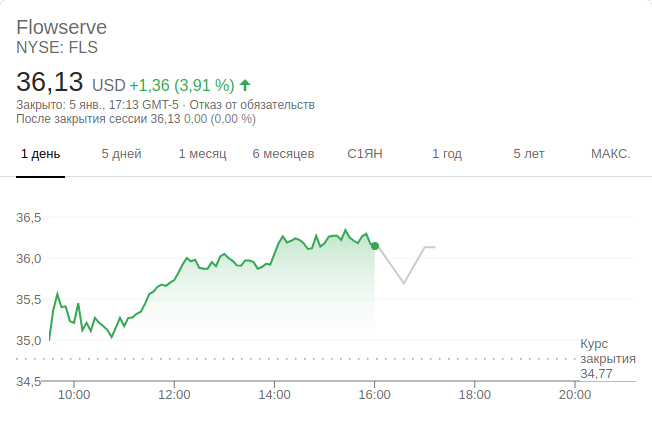 Flowserve
NYSE: FLS
36,13 USD +1,36 (3,91 %)
Закрыто: 5 янв., 17:13 GMT-5 · Отказ от обязательств
После закрытия сессии 36,13 0,00 (0,00 %)
1 день 5 дней 1 месяц 6 месяцев С1ЯН 1 год 5 лет МАКС.
36,5
36,0
35,5
35,0
Курс
закрытия
34,77
34,5
10:00 12:00 14:00 16:00 18:00 20:00